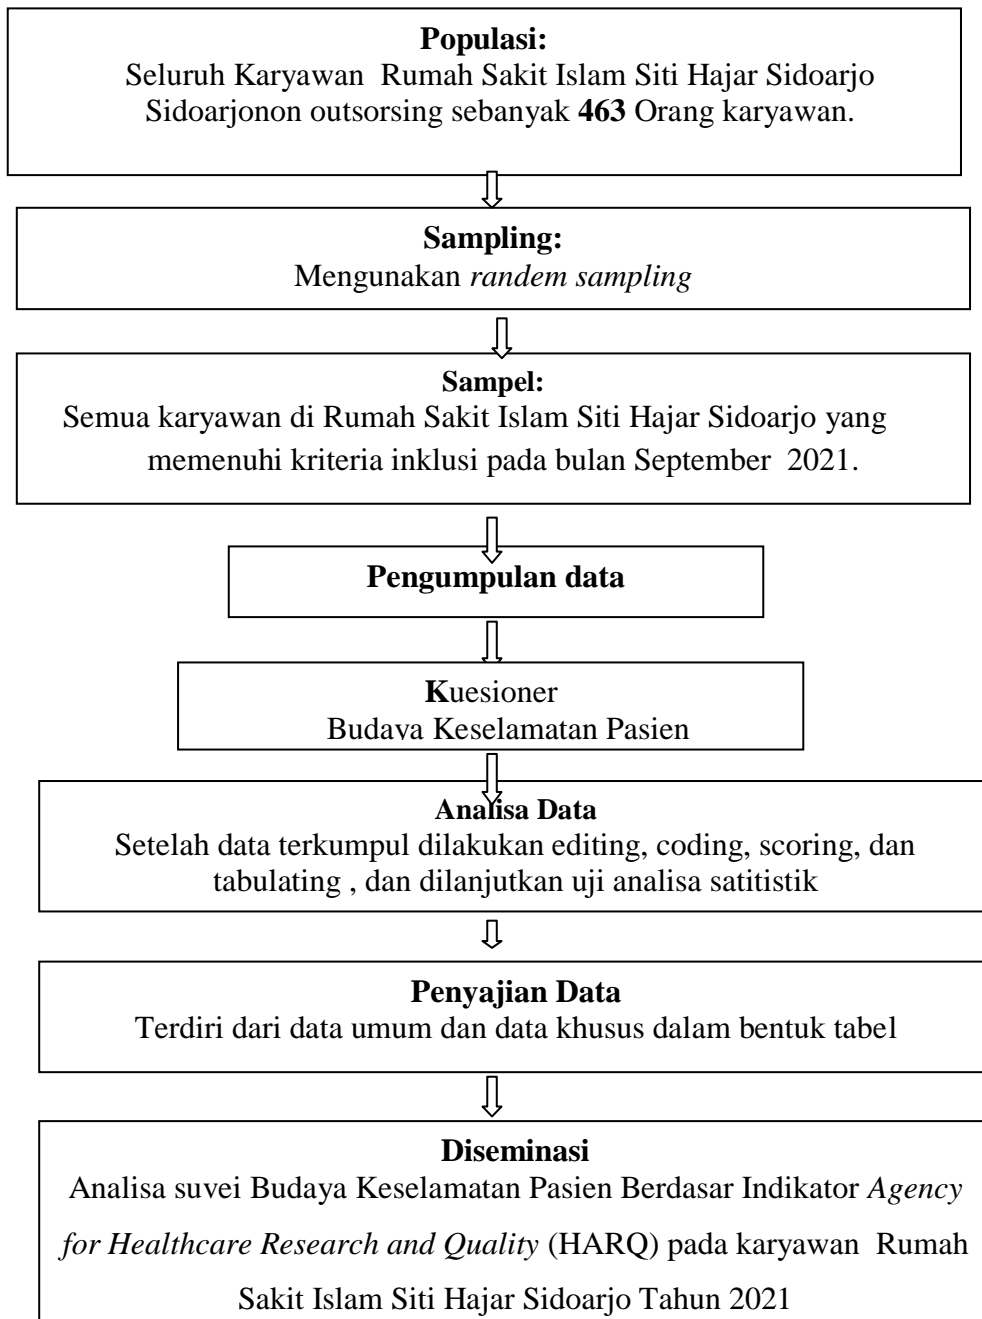 Populasi:
Seluruh Karyawan Rumah Sakit Islam Siti Hajar Sidoarjo
Sidoarjonon outsorsing sebanyak 463 Orang karyawan.
Sampling:
Mengunakan randem sampling
Sampel:
Semua karyawan di Rumah Sakit Islam Siti Hajar Sidoarjo yang
memenuhi kriteria inklusi pada bulan September 2021.
Pengumpulan data
Kuesioner
Budaya Keselamatan Pasien
Analisa Data
Setelah data terkumpul dilakukan editing, coding, scoring, dan
tabulating , dan dilanjutkan uji analisa satitistik
Penyajian Data
Terdiri dari data umum dan data khusus dalam bentuk tabel
Diseminasi
Analisa suvei Budaya Keselamatan Pasien Berdasar Indikator Agency
for Healthcare Research and Quality (HARQ) pada karyawan Rumah
Sakit Islam Siti Hajar Sidoarjo Tahun 2021